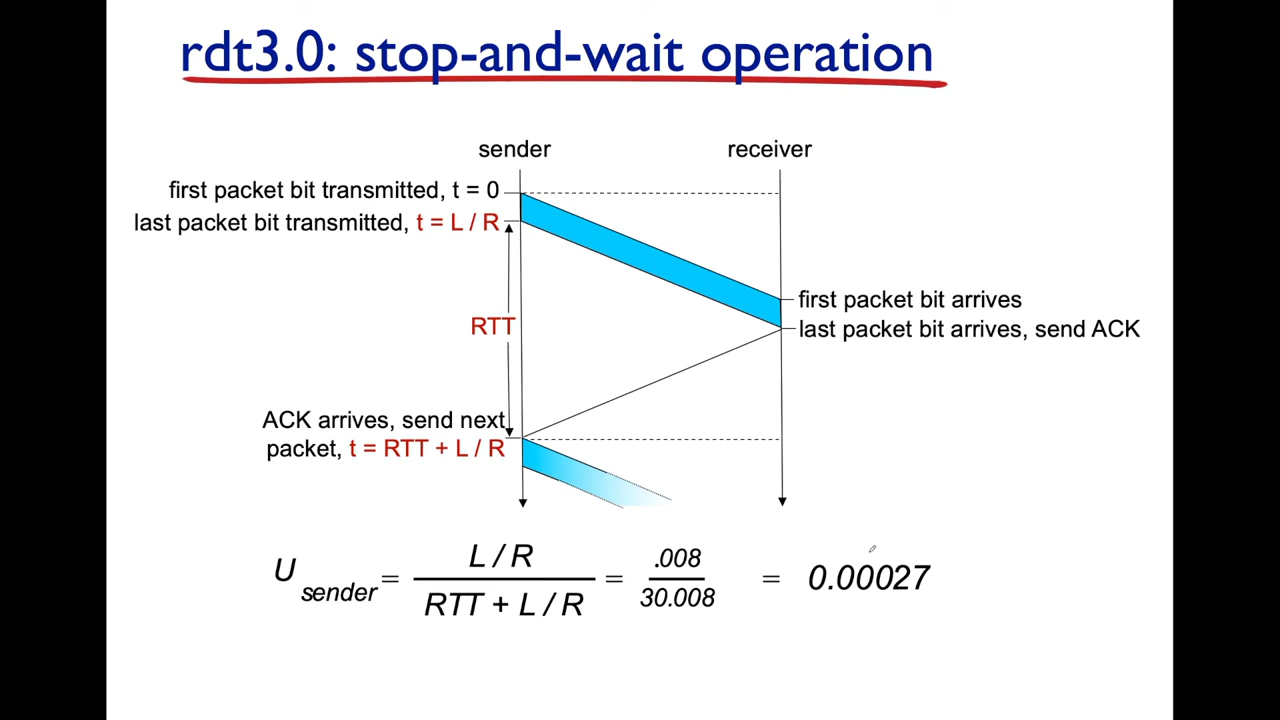 rdt3.0: stop-and-wait operation
sender
receiver
first packet bit transmitted, t = 0
last packet bit transmitted, t = L / R
first packet bit arrives
RTT
last packet bit arrives, send ACK
ACK arrives, send next
packet, t = RTT + L / R
U sender = L / R / RTT + L / R = .008 / 30.008 = 0.00027